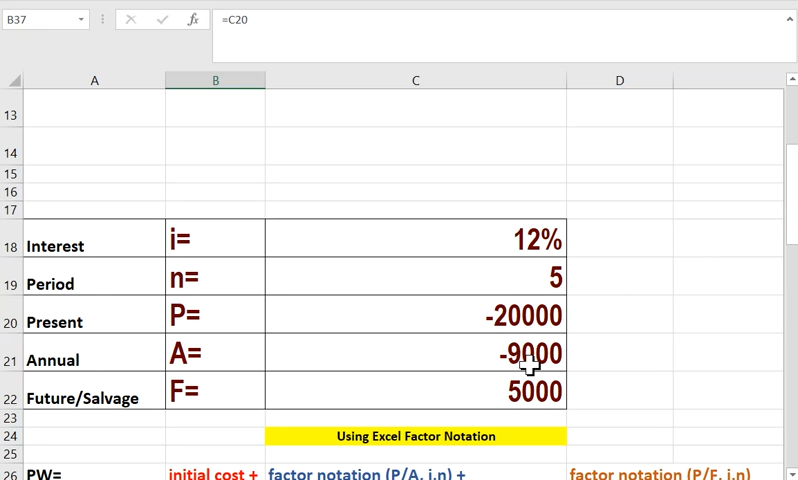 B37 fx =C20
A B C D
13
14
15
16
17
18 Interest i= 12%
19 Period n= 5
20 Present P= -20000
21 Annual A= -9000
22 Future/Salvage F= 5000
23
24 Using Excel Factor Notation
25
26 PW= initial cost + factor notation (P/A, i,n) + factor notation (P/F, i,n)